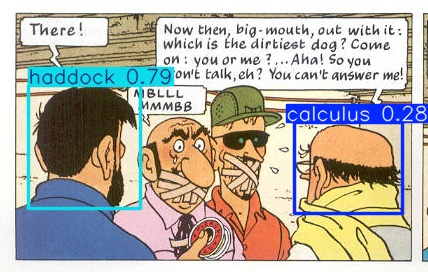 There!
Now then, big-mouth, out with it:
which is the dirtiest dog? Come
on: you or me?...Aha! So you
on't talk, eh? You can't answer me!
haddock 0.79
MBLLL
MMMBB
calculus 0.28